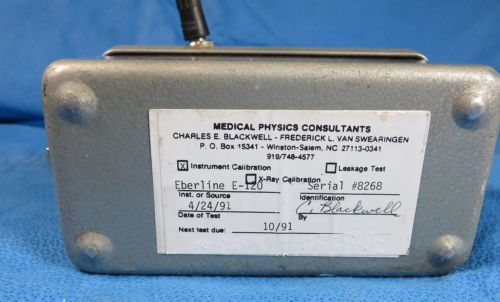 MEDICAL PHYSICS CONSULTANTS
CHARLES E. BLACKWELL - FREDERICK L. VAN SWEARINGEN
P. O. Box 15341 - Winston-Salem, NC 27113-0341
919/748-4577
X Instrument Calibration Leakage Test
X-Ray Calibration
Eberline E-120 Serial #8268
Inst. or Source Identification
4/24/91 C. Blackwell
Date of Test By
Next test due: 10/91